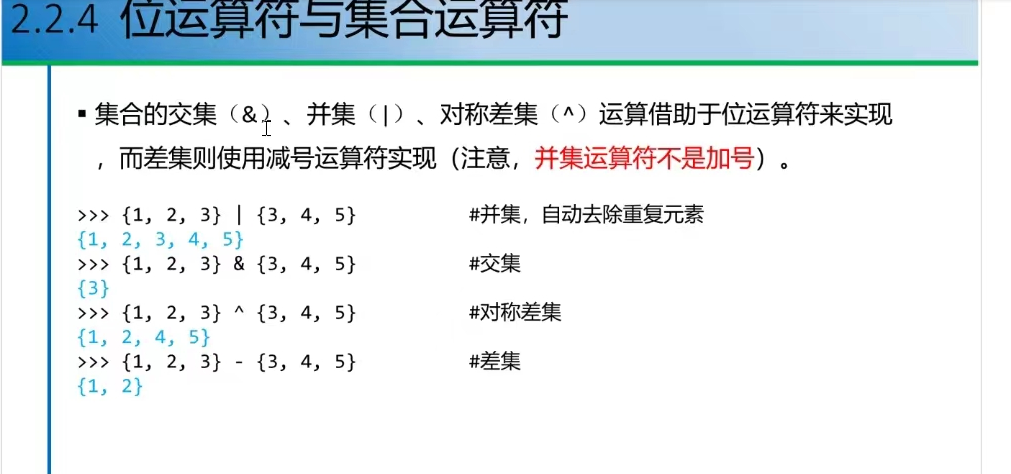 2.2.4 位运算符与集合运算符
▪ 集合的交集（&）、并集（|）、对称差集（^）运算借助于位运算符来实现
，而差集则使用减号运算符实现（注意，并集运算符不是加号）。
>>> {1, 2, 3} | {3, 4, 5} #并集，自动去除重复元素
{1, 2, 3, 4, 5}
>>> {1, 2, 3} & {3, 4, 5} #交集
{3}
>>> {1, 2, 3} ^ {3, 4, 5} #对称差集
{1, 2, 4, 5}
>>> {1, 2, 3} - {3, 4, 5} #差集
{1, 2}